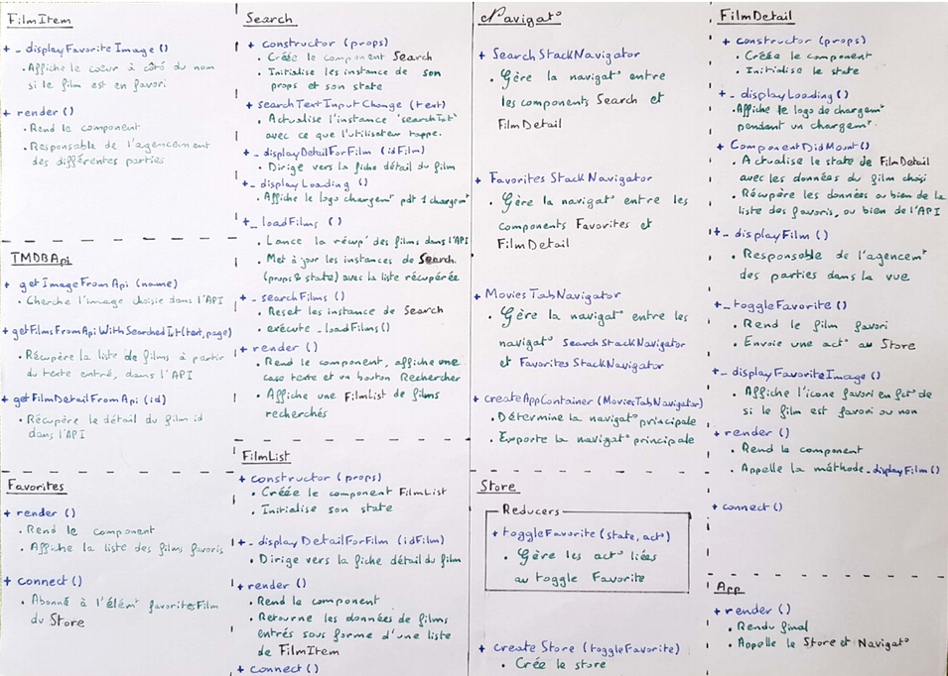 FilmItem
+ _ displayFavoriteImage ()
• Affiche le cœur à côté du nom
si le film est en favori
+ render ()
• Rend le component
• Responsable de l'agencement
des différentes parties
TMDBApi
+ getImageFromApi (name)
• Cherche l'image choisie dans l'API
+ getFilmsFromApiWithSearchedTxt (text, page)
• Récupère la liste de films à partir
du texte entré, dans l'API
+ getFilmDetailFromApi (id)
• Récupère le détail du film id
dans l'API
Favorites
+ render ()
• Rend le component
• Affiche la liste des films favoris
+ connect ()
• Abonné à l'élémt favoritesFilm
du Store
Search
+ constructor (props)
• Créée le component Search
• Initialise les instance de son
props et son state
+ searchTextInputChange (text)
• Actualise l'instance 'searchTxt'
avec ce que l'utilisateur tappe.
+ _ displayDetailForFilm (idFilm)
• Dirige vers la fiche détail du film
+ _ displayLoading ()
• Affiche le logo chargemt pdt 1 chargemt
+ _ loadFilms ()
• Lance la récup° des films dans l'API
• Met à jour les instances de Search
(props & state) avec la liste récupérée
+ _ searchFilms ()
• Reset les instance de Search
• exécute _loadFilms ()
+ render ()
• Rend le component, affiche une
case texte et un bouton Rechercher
• Affiche une FilmList de films
recherchés
FilmList
+ constructor (props)
• Créée le component FilmList
• Initialise son state
+ _ displayDetailForFilm (idFilm)
• Dirige vers la fiche détail du film
+ render ()
• Rend le component
• Retourne les données de films
entrés sous forme d'une liste
de FilmItem
+ connect ()
Navigat°
+ SearchStackNavigator
• Gère la navigat° entre
les components Search et
FilmDetail
+ Favorites StackNavigator
• Gère la navigat° entre les
components Favorites et
FilmDetail
+ MoviesTabNavigator
• Gère la navigat° entre les
navigat° SearchStackNavigator
et Favorites StackNavigator
+ createAppContainer (MoviesTabNavigator)
• Détermine la navigat° principale
• Exporte la navigat° principale
Store
Reducers
+ toggleFavorite (state, act°)
• Gère les act° liées
au toggle Favorite
+ create Store (toggleFavorite)
• Crée le store
FilmDetail
+ constructor (props)
• Créée le component
• Initialise le state
+ _ displayLoading ()
• Affiche le logo de chargemt
pendant un chargemt.
+ ComponentDidMount ()
• Actualise le state de FilmDetail
avec les données du film choisi
• Récupère les données ou bien de la
liste des favoris, ou bien de l'API
+ _ displayFilm ()
• Responsable de l'agencemt
des parties dans la vue
+ _ toggleFavorite ()
• Rend le film favori
• Envoie une act° au Store
+ _ displayFavoriteImage ()
• Affiche l'icone favori en fct° de
si le film est favori ou non
+ render ()
• Rend le component
• Appelle la méthode _displayFilm ()
+ connect ()
App
+ render ()
• Rendu final
• Appelle le Store et Navigat°